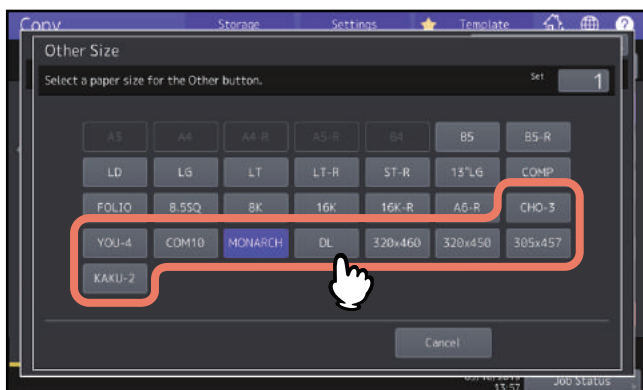 Copy Storage Settings Template
Other Size
Select a paper size for the Other button.
Set 1
A3 A4 A4-R A5-R B4 B5 B5-R
LD LG LT LT-R ST-R 13"LG COMP
FOLIO 8.5SQ 8K 16K 16K-R A6-R CHO-3
YOU-4 COM10 MONARCH DL 320x460 320x450 305x457
KAKU-2
Cancel
13:57 Job Status